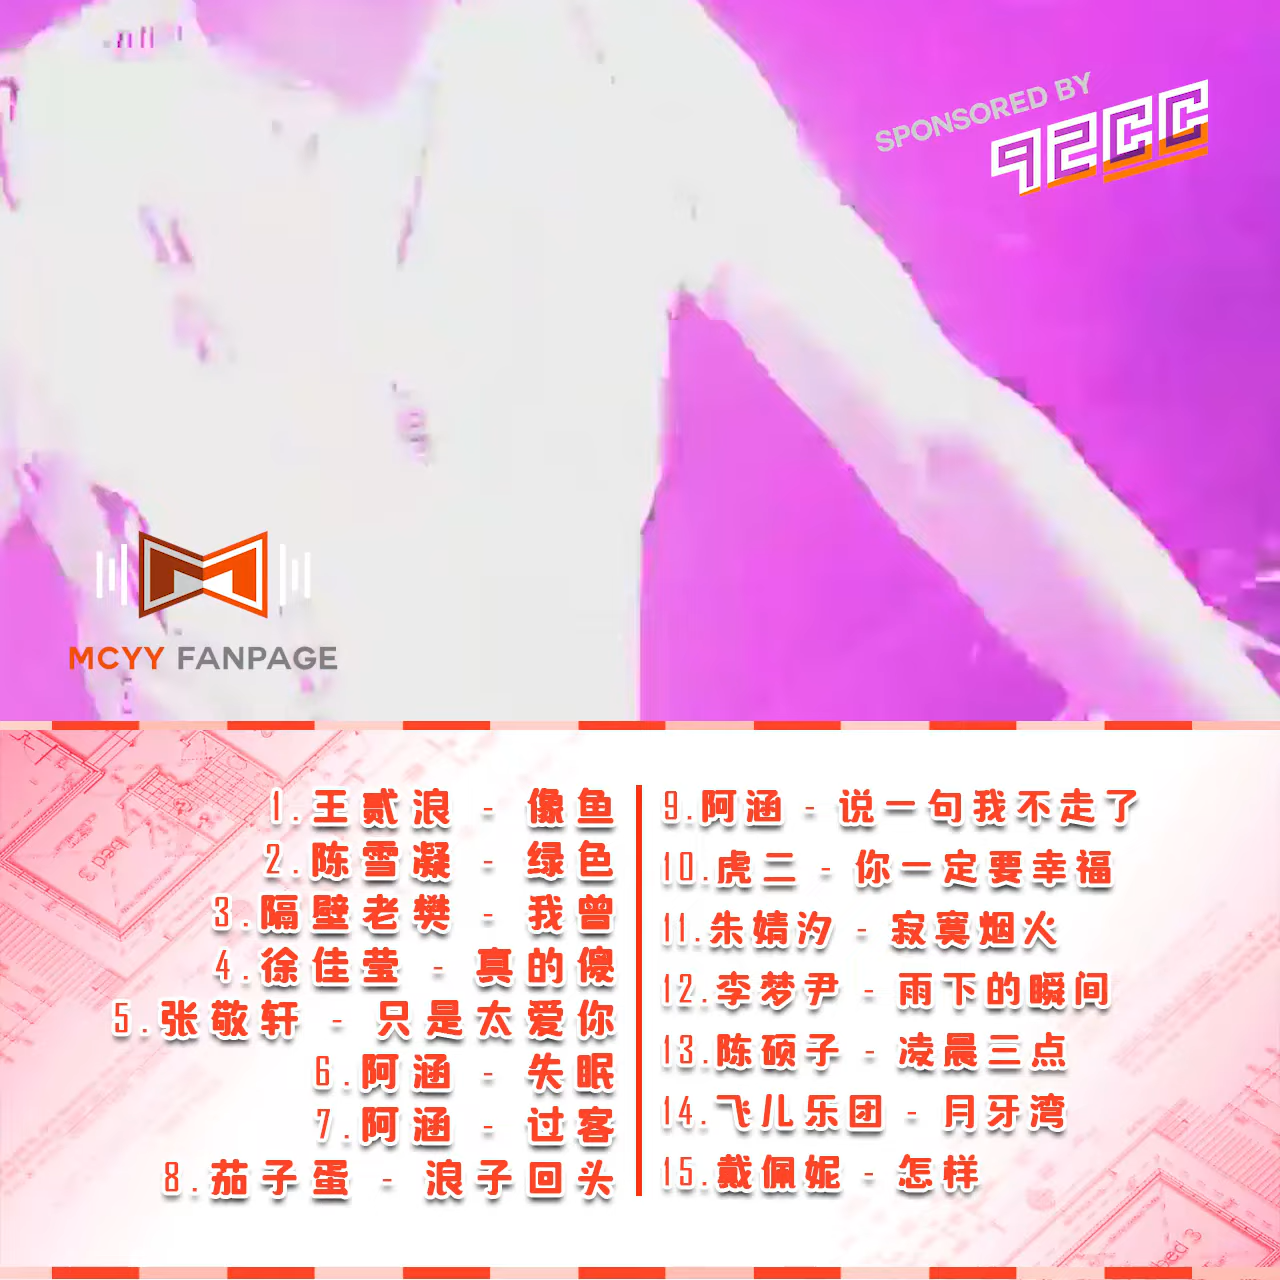 SPONSORED BY
92CC
MCYY FANPAGE
1.王贰浪 - 像鱼
2.陈雪凝 - 绿色
3.隔壁老樊 - 我曾
4.徐佳莹 - 真的傻
5.张敬轩 - 只是太爱你
6.阿涵 - 失眠
7.阿涵 - 过客
8.茄子蛋 - 浪子回头
9.阿涵 - 说一句我不走了
10.虎二 - 你一定要幸福
11.朱婧汐 - 寂寞烟火
12.李梦尹 - 雨下的瞬间
13.陈硕子 - 凌晨三点
14.飞儿乐团 - 月牙湾
15.戴佩妮 - 怎样